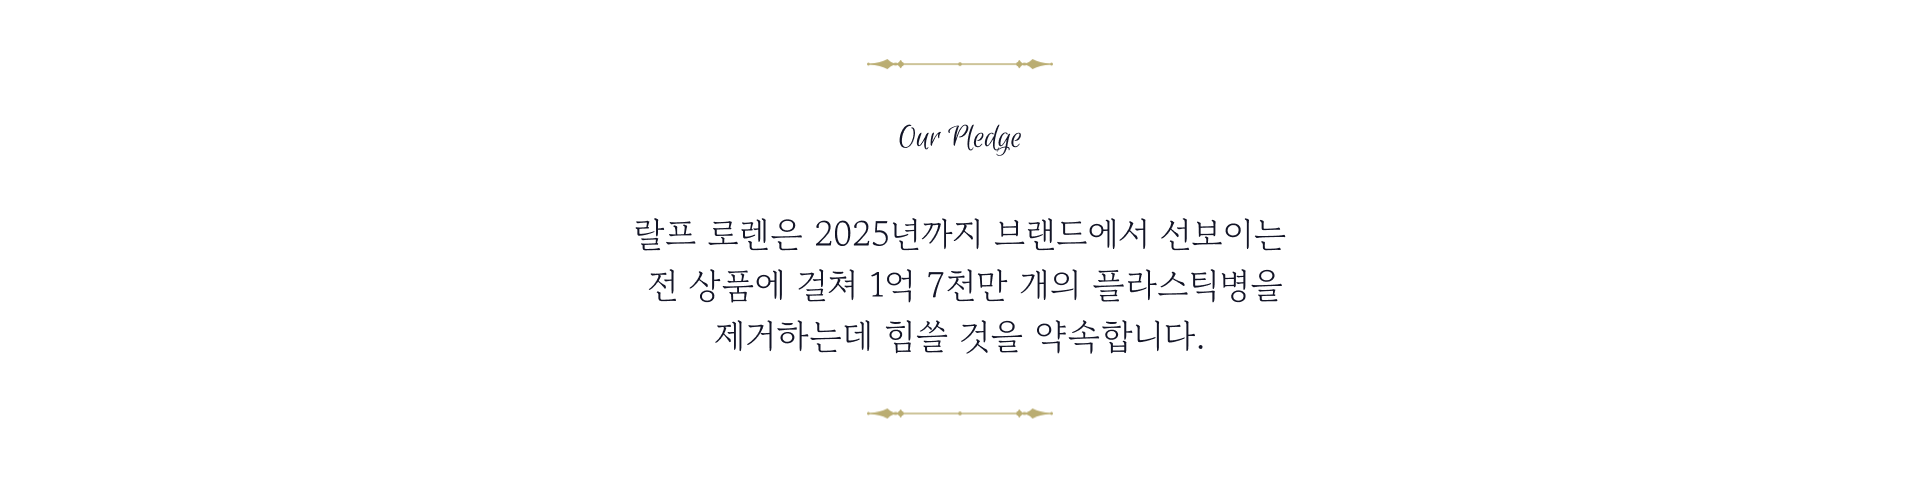 Our Pledge
랄프 로렌은 2025년까지 브랜드에서 선보이는
전 상품에 걸쳐 1억 7천만 개의 플라스틱병을
제거하는데 힘쓸 것을 약속합니다.